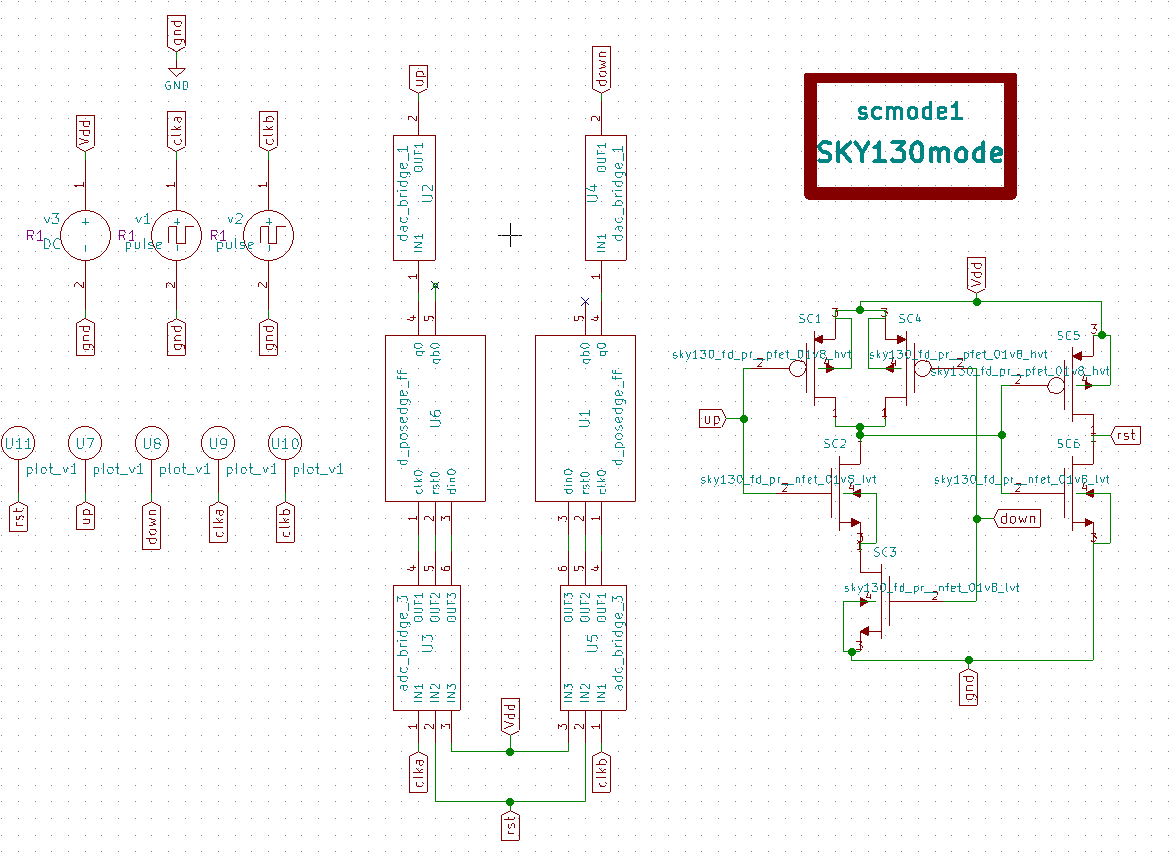 gnd
GND
Vdd
clka
clkb
1
1
1
v3
v1
v2
R1
DC
R1
pulse
R1
pulse
2
2
2
gnd
gnd
gnd
U11
U7
U8
U9
U10
plot_v1
plot_v1
plot_v1
plot_v1
plot_v1
rst
up
down
clka
clkb
up
down
2
2
OUT1
dac_bridge_1
U2
IN1
OUT1
U4
dac_bridge_1
IN1
1
1
4
5
5
4
q0
qb0
d_posedge_ff
U6
clk0
rst0
din0
qb0
q0
U1
d_posedge_ff
din0
rst0
clk0
1
2
3
3
2
1
4
5
6
6
5
4
OUT1
OUT2
OUT3
adc_bridge_3
U3
IN1
IN2
IN3
OUT3
OUT2
OUT1
U5
adc_bridge_3
IN3
IN2
IN1
1
2
3
3
2
1
Vdd
clka
clkb
rst
scmode1
SKY130mode
Vdd
SC1
3
3
SC4
SC5
3
sky130_fd_pr__pfet_01v8_hvt
sky130_fd_pr__pfet_01v8_hvt
sky130_fd_pr__pfet_01v8_hvt
2
4
4
2
2
4
1
1
up
rst
SC2
1
SC6
1
sky130_fd_pr__nfet_01v8_lvt
sky130_fd_pr__nfet_01v8_lvt
2
4
2
4
down
3
3
1
SC3
sky130_fd_pr__nfet_01v8_lvt
4
2
3
gnd